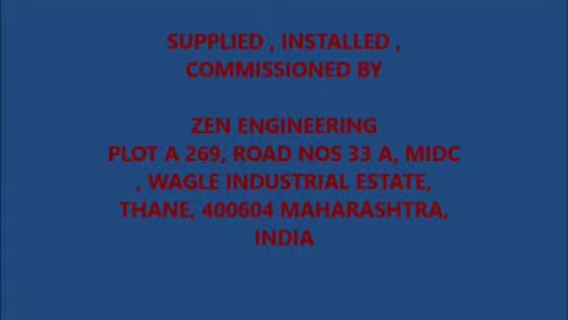 SUPPLIED , INSTALLED ,
COMMISSIONED BY
ZEN ENGINEERING
PLOT A 269, ROAD NOS 33 A, MIDC
, WAGLE INDUSTRIAL ESTATE,
THANE, 400604 MAHARASHTRA,
INDIA